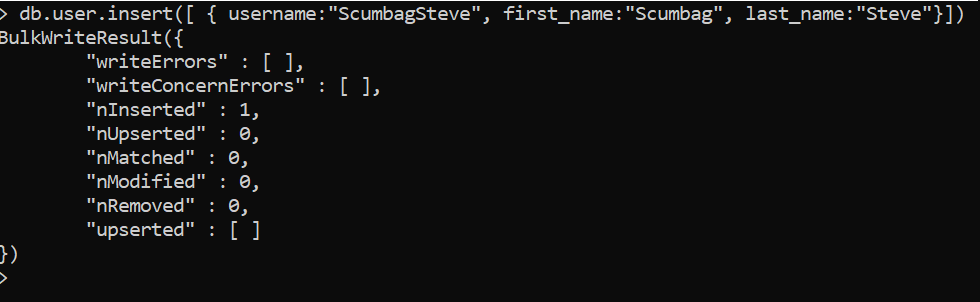 > db.user.insert([ { username:"ScumbagSteve", first_name:"Scumbag", last_name:"Steve"}])
BulkWriteResult({
        "writeErrors" : [ ],
        "writeConcernErrors" : [ ],
        "nInserted" : 1,
        "nUpserted" : 0,
        "nMatched" : 0,
        "nModified" : 0,
        "nRemoved" : 0,
        "upserted" : [ ]
})
>